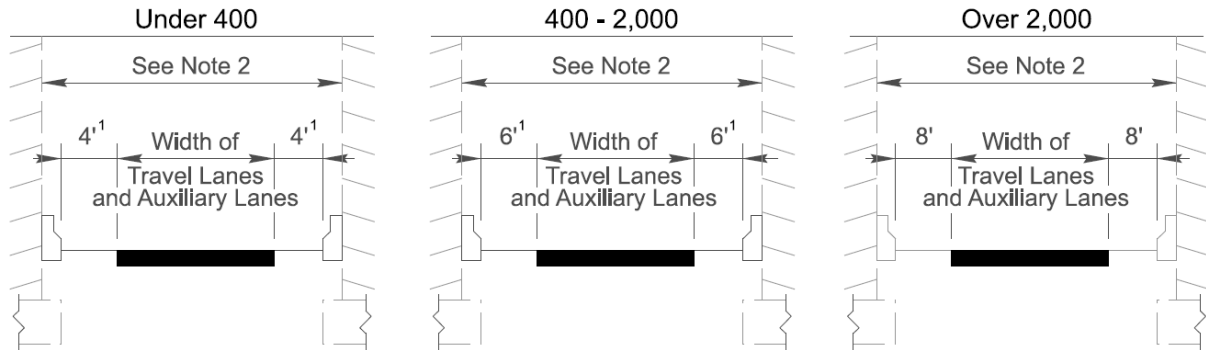 Under 400
400 - 2,000
Over 2,000
See Note 2
See Note 2
See Note 2
4'¹
Width of
Travel Lanes
and Auxiliary Lanes
4'¹
6'¹
Width of
Travel Lanes
and Auxiliary Lanes
6'¹
8'
Width of
Travel Lanes
and Auxiliary Lanes
8'